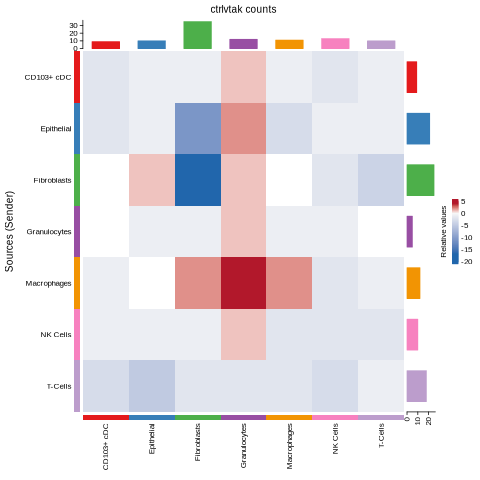 ctrlvtak counts
30
20
10
0
CD103+ cDC
Epithelial
Fibroblasts
Granulocytes
Macrophages
NK Cells
T-Cells
Sources (Sender)
CD103+ cDC
Epithelial
Fibroblasts
Granulocytes
Macrophages
NK Cells
T-Cells
0
10
20
Relative values
5
0
-5
-10
-15
-20